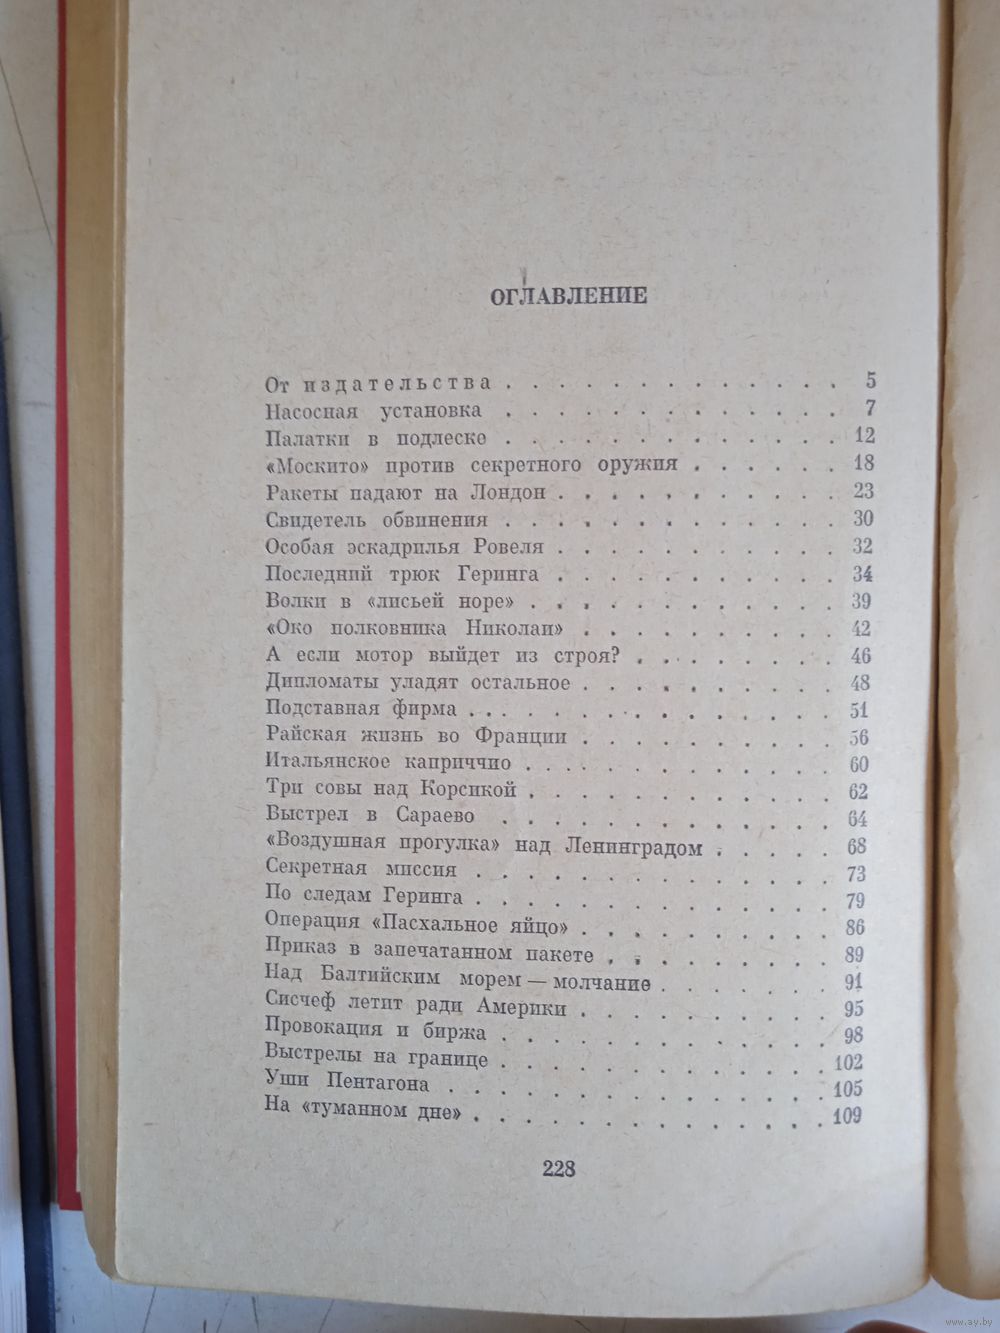 ОГЛАВЛЕНИЕ
От издательства . . . . . . . . . . . . . 5
Насосная установка . . . . . . . . . . . . . 7
Палатки в подлеске . . . . . . . . . . . . . 12
«Москито» против секретного оружия . . . . . . 18
Ракеты падают на Лондон . . . . . . . . . . . 23
Свидетель обвинения . . . . . . . . . . . . . 30
Особая эскадрилья Ровеля . . . . . . . . . . . 32
Последний трюк Геринга . . . . . . . . . . . 34
Волки в «лисьей норе» . . . . . . . . . . . . 39
«Око полковника Николаи» . . . . . . . . . . 42
А если мотор выйдет из строя? . . . . . . . . 46
Дипломаты уладят остальное . . . . . . . . . . 48
Подставная фирма . . . . . . . . . . . . . . 51
Райская жизнь во Франции . . . . . . . . . . 56
Итальянское каприччио . . . . . . . . . . . . 60
Три совы над Корсикой . . . . . . . . . . . . 62
Выстрел в Сараево . . . . . . . . . . . . . 64
«Воздушная прогулка» над Ленинградом . . . . . 68
Секретная миссия . . . . . . . . . . . . . . 73
По следам Геринга . . . . . . . . . . . . . . 79
Операция «Пасхальное яйцо» . . . . . . . . . . 86
Приказ в запечатанном пакете . . . . . . . . . 89
Над Балтийским морем — молчание . . . . . . . 91
Сисчеф летит ради Америки . . . . . . . . . . 95
Провокация и биржа . . . . . . . . . . . . . 98
Выстрелы на границе . . . . . . . . . . . . . 102
Уши Пентагона . . . . . . . . . . . . . . . 105
На «туманном дне» . . . . . . . . . . . . . . 109
228
www.ay.by